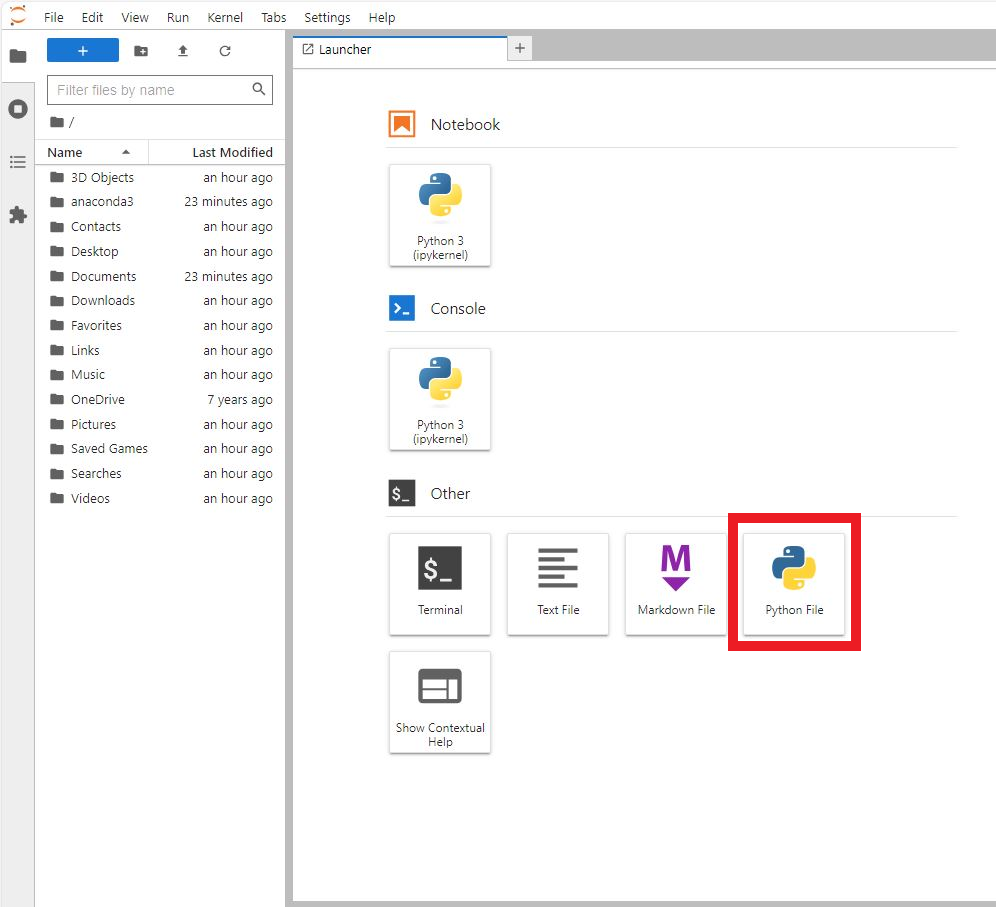 File Edit View Run Kernel Tabs Settings Help
+
Filter files by name
/
Name Last Modified
3D Objects an hour ago
anaconda3 23 minutes ago
Contacts an hour ago
Desktop an hour ago
Documents 23 minutes ago
Downloads an hour ago
Favorites an hour ago
Links an hour ago
Music an hour ago
OneDrive 7 years ago
Pictures an hour ago
Saved Games an hour ago
Searches an hour ago
Videos an hour ago
Launcher +
Notebook
Python 3
(ipykernel)
>_ Console
Python 3
(ipykernel)
$_ Other
$_
Terminal
Text File
M
Markdown File
Python File
Show Contextual
Help